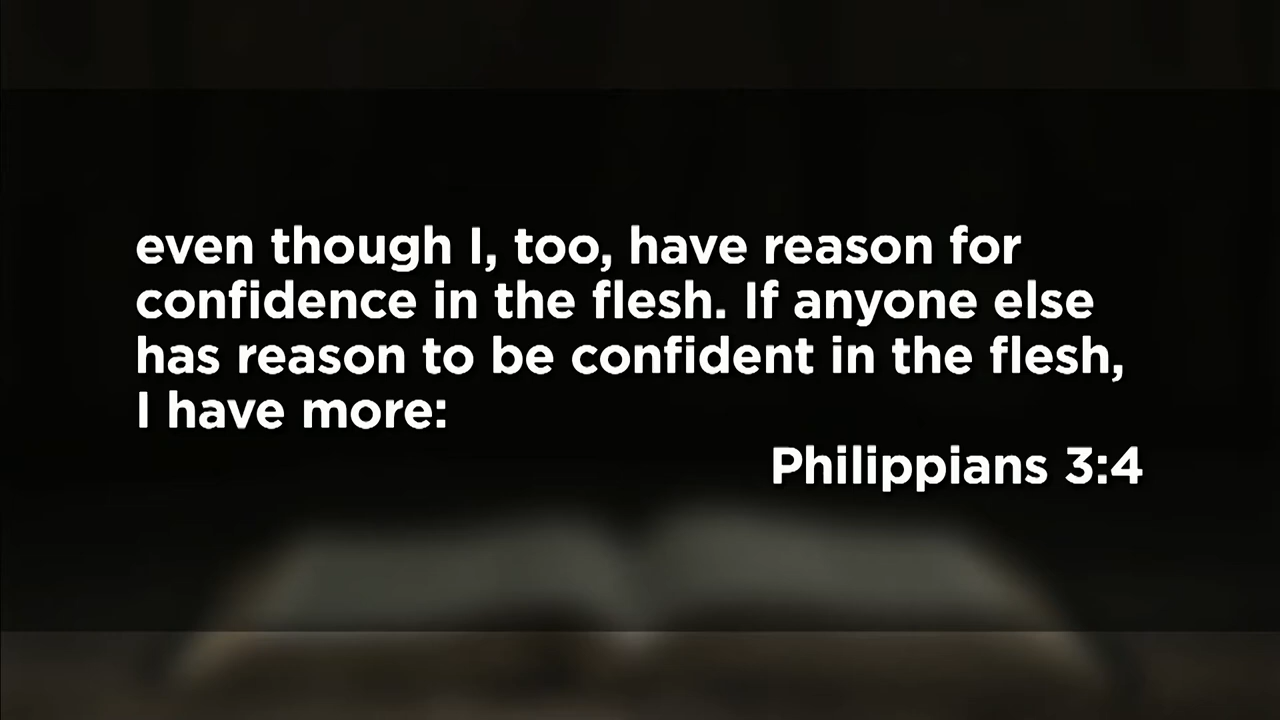 even though I, too, have reason for
confidence in the flesh. If anyone else
has reason to be confident in the flesh,
I have more:
Philippians 3:4